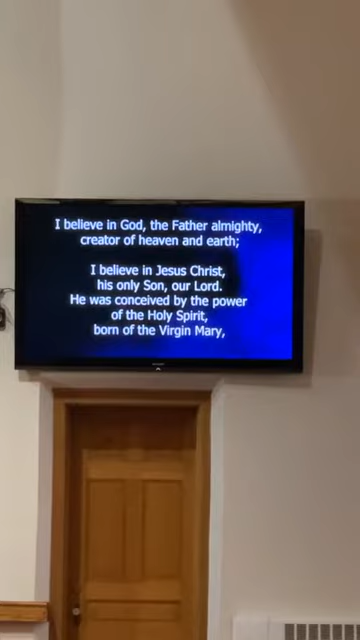 I believe in God, the Father almighty,
creator of heaven and earth;
I believe in Jesus Christ,
his only Son, our Lord.
He was conceived by the power
of the Holy Spirit,
born of the Virgin Mary,